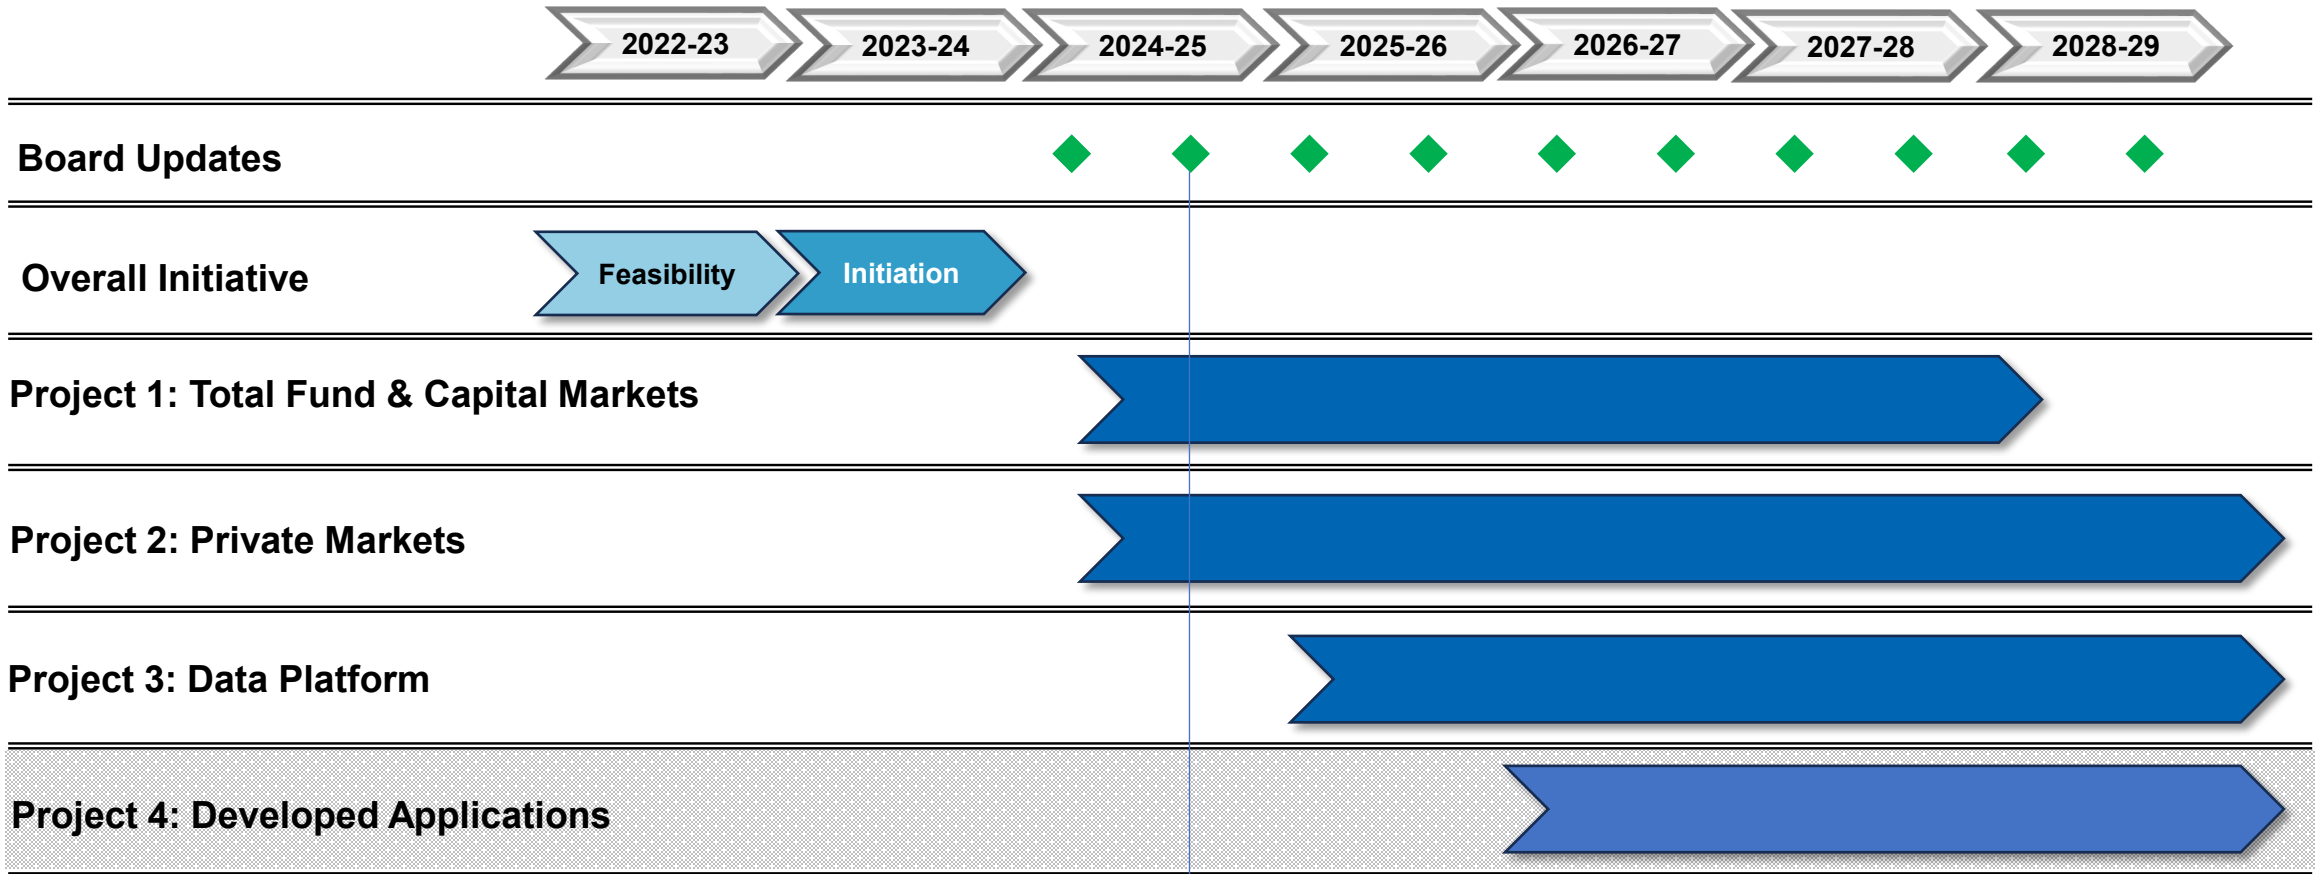 2022-23
2023-24
2024-25
2025-26
2026-27
2027-28
2028-29
Board Updates
Overall Initiative
Feasibility
Initiation
Project 1: Total Fund & Capital Markets
Project 2: Private Markets
Project 3: Data Platform
Project 4: Developed Applications